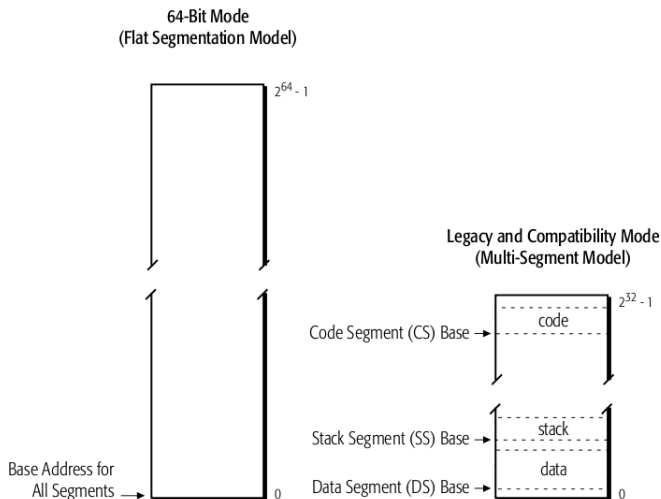 64-Bit Mode
(Flat Segmentation Model)
2^64 - 1
Base Address for
All Segments
0
Legacy and Compatibility Mode
(Multi-Segment Model)
2^32 - 1
code
Code Segment (CS) Base
stack
Stack Segment (SS) Base
data
Data Segment (DS) Base
0